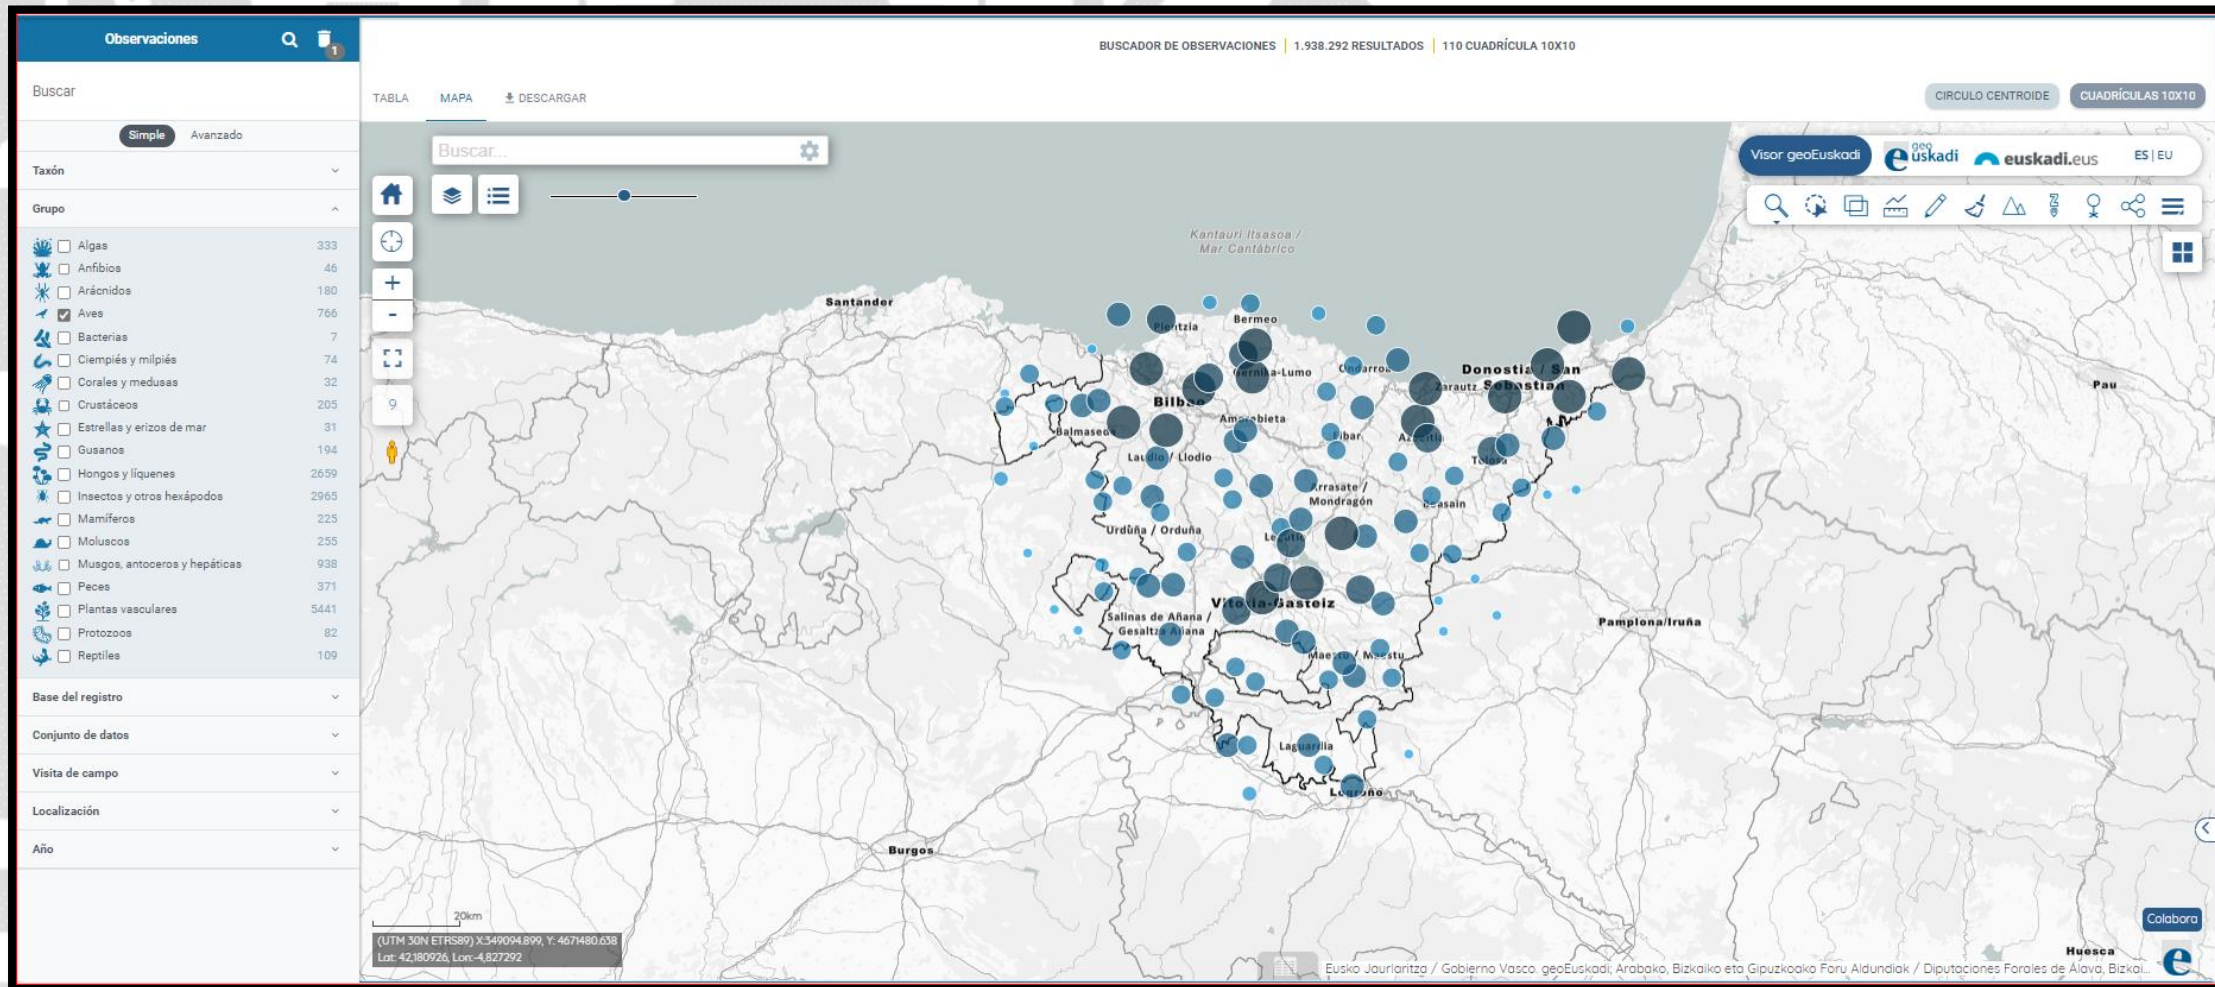 Observaciones
1
BUSCADOR DE OBSERVACIONES | 1.938.292 RESULTADOS | 110 CUADRÍCULA 10X10
Buscar
Simple Avanzado
TABLA MAPA DESCARGAR
CIRCULO CENTROIDE CUADRÍCULAS 10X10
Taxón
Grupo
Algas 333
Anfibios 46
Arácnidos 180
Aves 766
Bacterias 7
Ciempiés y milpiés 74
Corales y medusas 32
Crustáceos 205
Estrellas y erizos de mar 31
Gusanos 194
Hongos y líquenes 2659
Insectos y otros hexápodos 2965
Mamíferos 225
Moluscos 255
Musgos, antoceros y hepáticas 938
Peces 371
Plantas vasculares 5441
Protozoos 82
Reptiles 109
Base del registro
Conjunto de datos
Visita de campo
Localización
Año
Buscar...
Visor geoEuskadi
geo euskadi
euskadi.eus
ES | EU
+
-
9
Kantauri Itsasoa /
Mar Cantábrico
Santander
Plentzia
Bermeo
Gernika-Lumo
Ondarroa
Donostia / San
Sebastián
Zarautz
Pau
Bilbao
Balmaseda
Amorebieta
Eibar
Azpeitia
Tolosa
Laudio / Llodio
Arrasate /
Mondragón
Beasain
Urduña / Orduña
Legutio
Vitoria-Gasteiz
Salinas de Añana /
Gesaltza Añana
Pamplona/Iruña
Maeztu / Maestu
Laguardia
Logroño
Burgos
Huesca
20km
(UTM 30N ETRS89) X:349094.899, Y: 4671480.638
Lat: 42,180926, Lon:-4,827292
Colabora
Eusko Jaurlaritza / Gobierno Vasco. geoEuskadi; Arabako, Bizkaiko eta Gipuzkoako Foru Aldundiak / Diputaciones Forales de Álava, Bizkai...